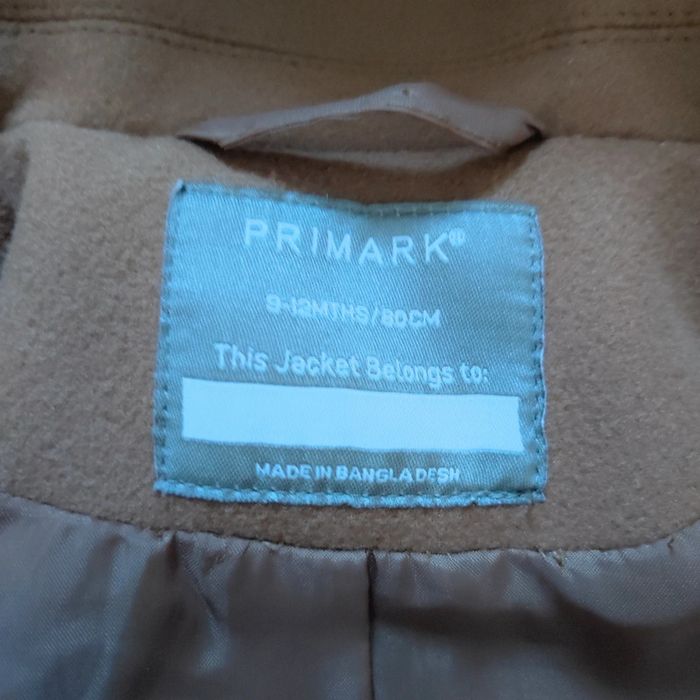 PRIMARK®
9-12MTHS/80CM
This Jacket Belongs to:
MADE IN BANGLADESH